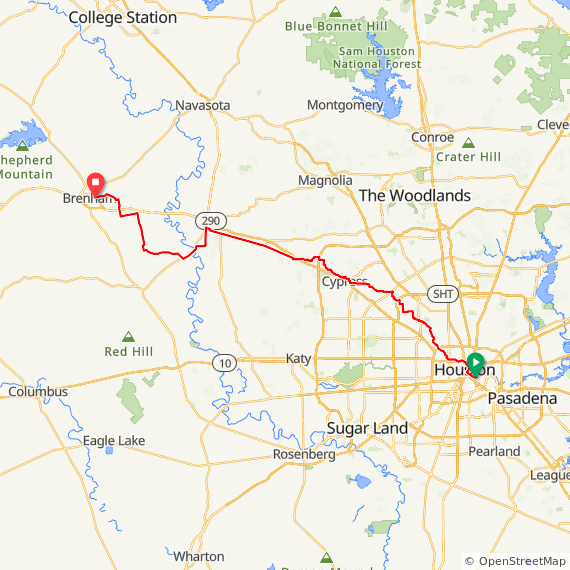 College Station
Blue Bonnet Hill
Sam Houston
National Forest
Navasota
Montgomery
Cleve
Conroe
Shepherd
Mountain
Crater Hill
Magnolia
The Woodlands
Brenham
290
Cypress
SHT
Red Hill
10
Katy
Houston
Columbus
Pasadena
Eagle Lake
Sugar Land
Rosenberg
Pearland
League
Wharton
© OpenStreetMap